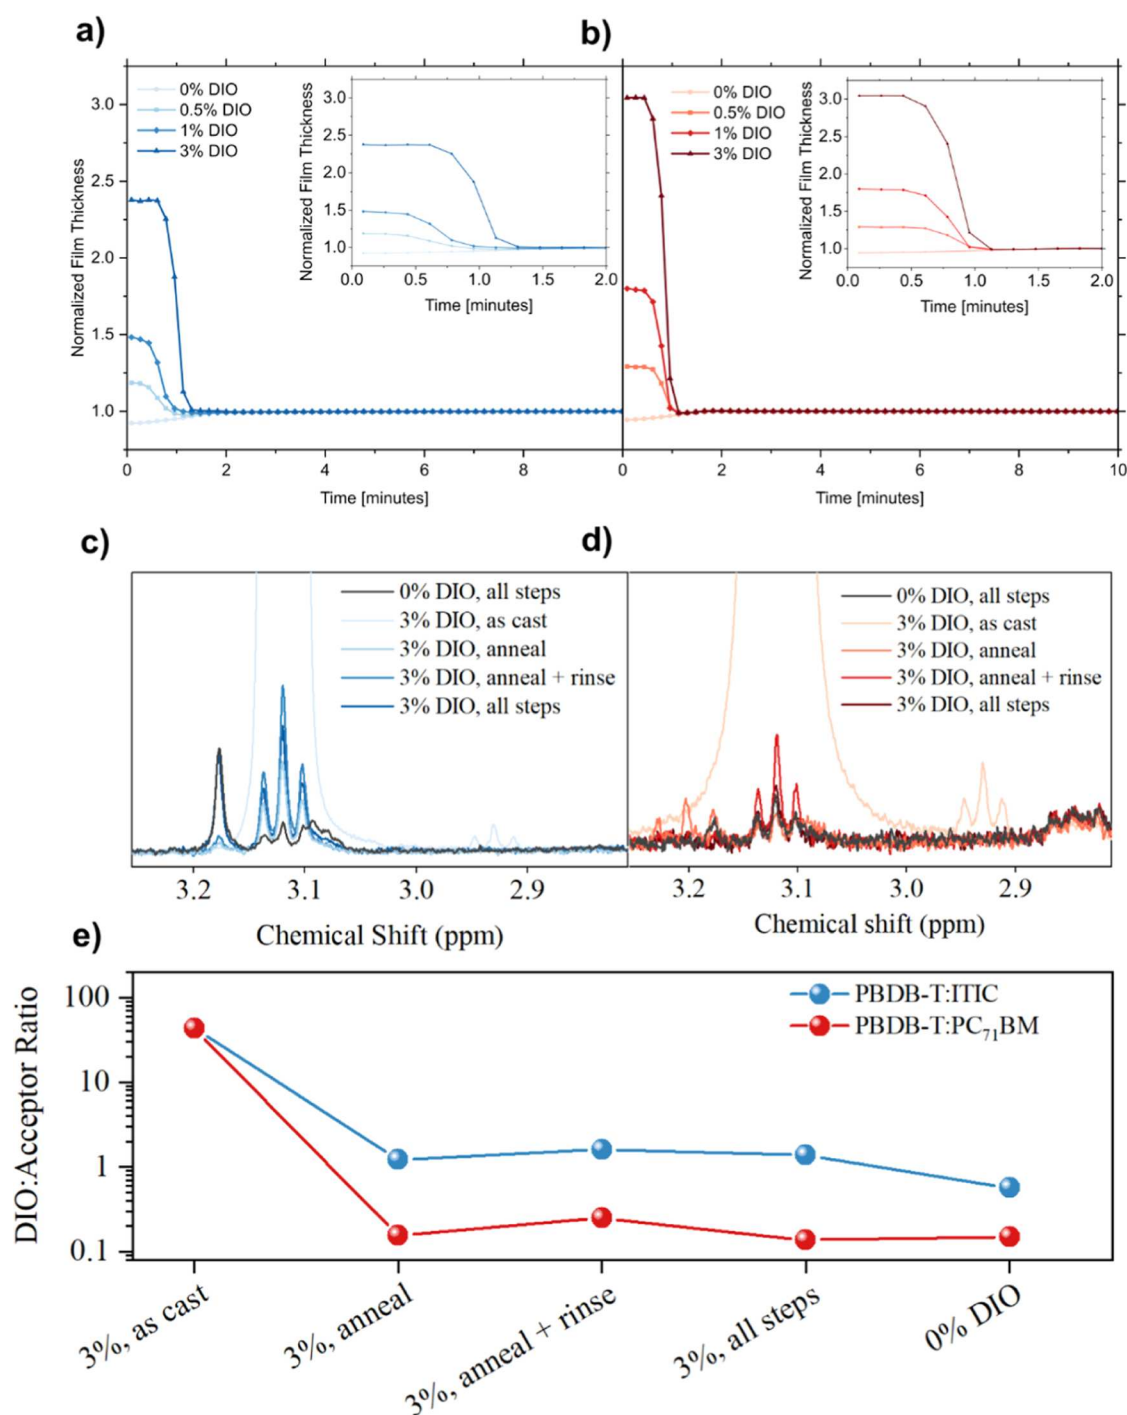 a)
b)
Normalized Film Thickness
3.0
2.5
2.0
1.5
1.0
0% DIO
0.5% DIO
1% DIO
3% DIO
Normalized Film Thickness
3.0
2.5
2.0
1.5
1.0
0.0 0.5 1.0 1.5 2.0
Time [minutes]
0 2 4 6 8
Time [minutes]
0% DIO
0.5% DIO
1% DIO
3% DIO
Normalized Film Thickness
3.0
2.5
2.0
1.5
1.0
0.0 0.5 1.0 1.5 2.0
Time [minutes]
0 2 4 6 8 10
Time [minutes]
c)
d)
0% DIO, all steps
3% DIO, as cast
3% DIO, anneal
3% DIO, anneal + rinse
3% DIO, all steps
3.2 3.1 3.0 2.9
Chemical Shift (ppm)
0% DIO, all steps
3% DIO, as cast
3% DIO, anneal
3% DIO, anneal + rinse
3% DIO, all steps
3.2 3.1 3.0 2.9
Chemical shift (ppm)
e)
DIO:Acceptor Ratio
100
10
1
0.1
PBDB-T:ITIC
PBDB-T:PC₇₁BM
3%, as cast
3%, anneal
3%, anneal + rinse
3%, all steps
0% DIO